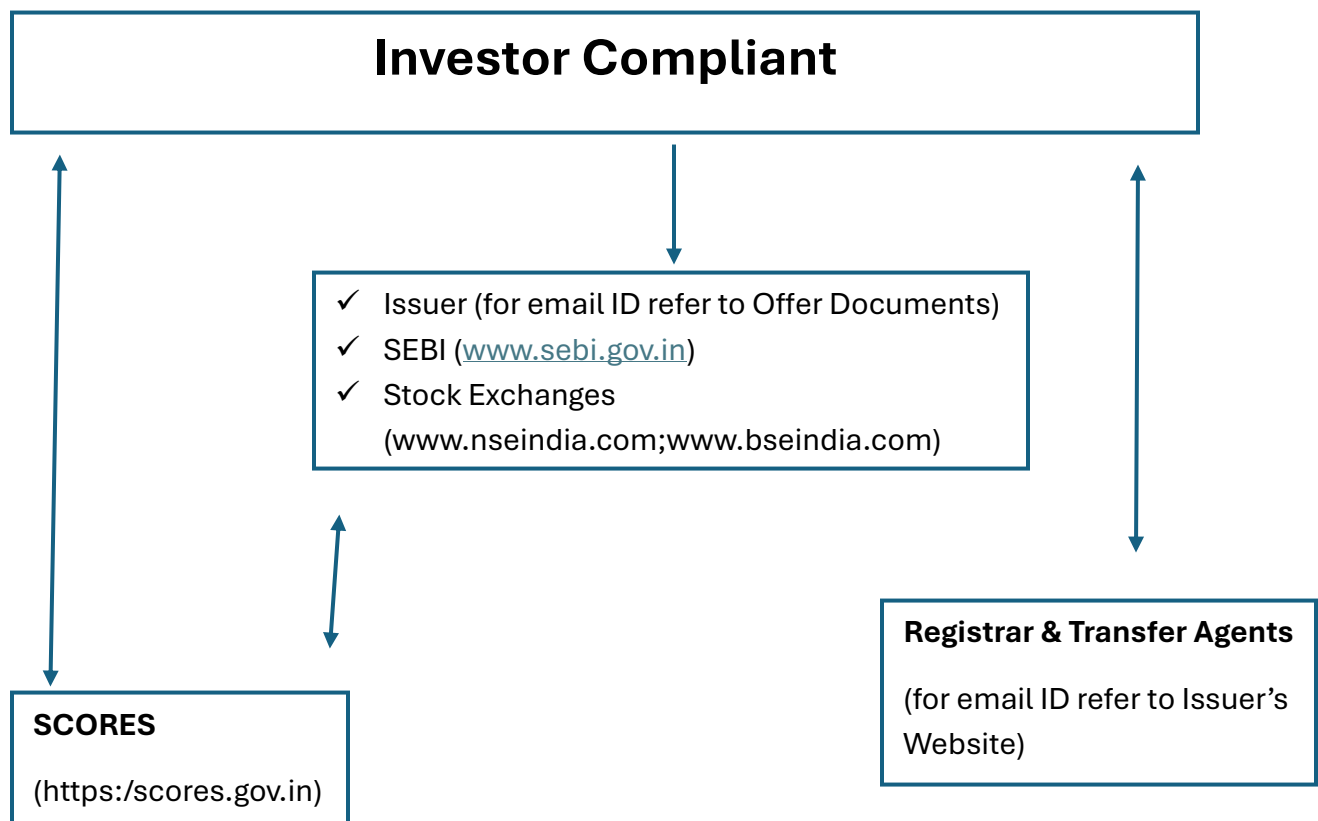 Investor Compliant
✓ Issuer (for email ID refer to Offer Documents)
✓ SEBI (www.sebi.gov.in)
✓ Stock Exchanges
(www.nseindia.com;www.bseindia.com)
Registrar & Transfer Agents
(for email ID refer to Issuer’s
Website)
SCORES
(https:/scores.gov.in)